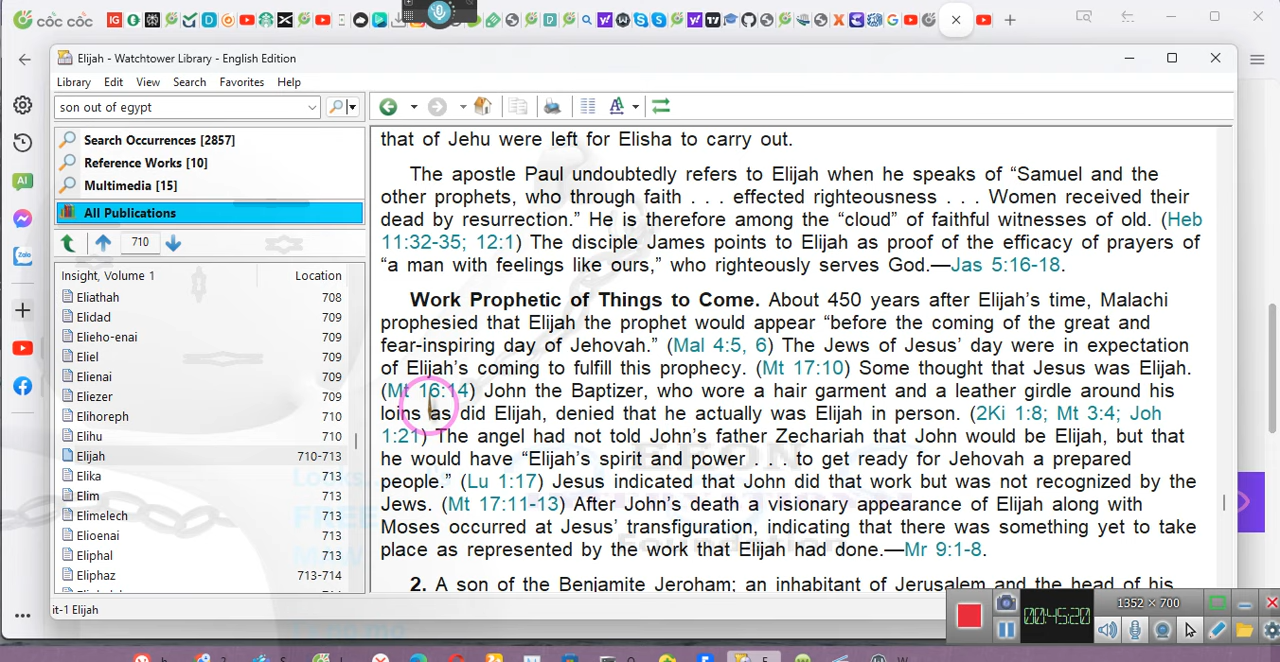 cốc cốc
Elijah - Watchtower Library - English Edition
Library Edit View Search Favorites Help
son out of egypt
Search Occurrences [2857]
Reference Works [10]
Multimedia [15]
All Publications
710
Insight, Volume 1 Location
Eliathah 708
Elidad 709
Elieho-enai 709
Eliel 709
Elienai 709
Eliezer 709
Elihoreph 710
Elihu 710
Elijah 710-713
Elika 713
Elim 713
Elimelech 713
Elioenai 713
Eliphal 713
Eliphaz 713-714
it-1 Elijah
that of Jehu were left for Elisha to carry out.
The apostle Paul undoubtedly refers to Elijah when he speaks of “Samuel and the
other prophets, who through faith . . . effected righteousness . . . Women received their
dead by resurrection.” He is therefore among the “cloud” of faithful witnesses of old. (Heb
11:32-35; 12:1) The disciple James points to Elijah as proof of the efficacy of prayers of
“a man with feelings like ours,” who righteously serves God.—Jas 5:16-18.
Work Prophetic of Things to Come. About 450 years after Elijah’s time, Malachi
prophesied that Elijah the prophet would appear “before the coming of the great and
fear-inspiring day of Jehovah.” (Mal 4:5, 6) The Jews of Jesus’ day were in expectation
of Elijah’s coming to fulfill this prophecy. (Mt 17:10) Some thought that Jesus was Elijah.
(Mt 16:14) John the Baptizer, who wore a hair garment and a leather girdle around his
loins as did Elijah, denied that he actually was Elijah in person. (2Ki 1:8; Mt 3:4; Joh
1:21) The angel had not told John’s father Zechariah that John would be Elijah, but that
he would have “Elijah’s spirit and power . . . to get ready for Jehovah a prepared
people.” (Lu 1:17) Jesus indicated that John did that work but was not recognized by the
Jews. (Mt 17:11-13) After John’s death a visionary appearance of Elijah along with
Moses occurred at Jesus’ transfiguration, indicating that there was something yet to take
place as represented by the work that Elijah had done.—Mr 9:1-8.
2. A son of the Benjamite Jeroham; an inhabitant of Jerusalem and the head of his
AI
Zalo
1352 × 700
00:45:20